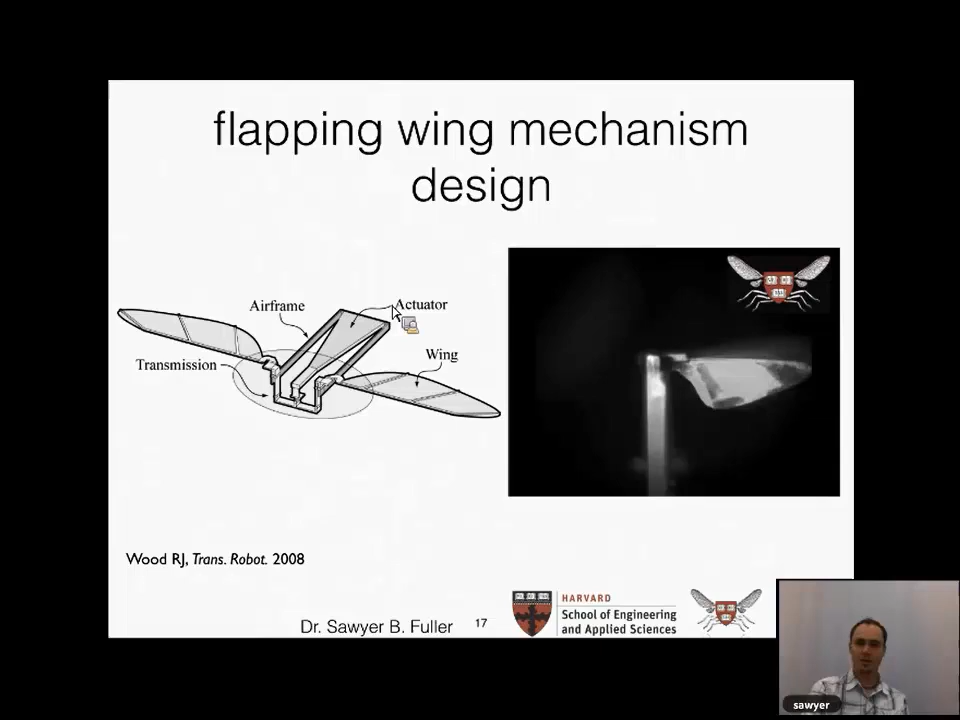 flapping wing mechanism
design
Airframe
Actuator
Transmission
Wing
Wood RJ, Trans. Robot. 2008
Dr. Sawyer B. Fuller
17
HARVARD
School of Engineering
and Applied Sciences
sawyer